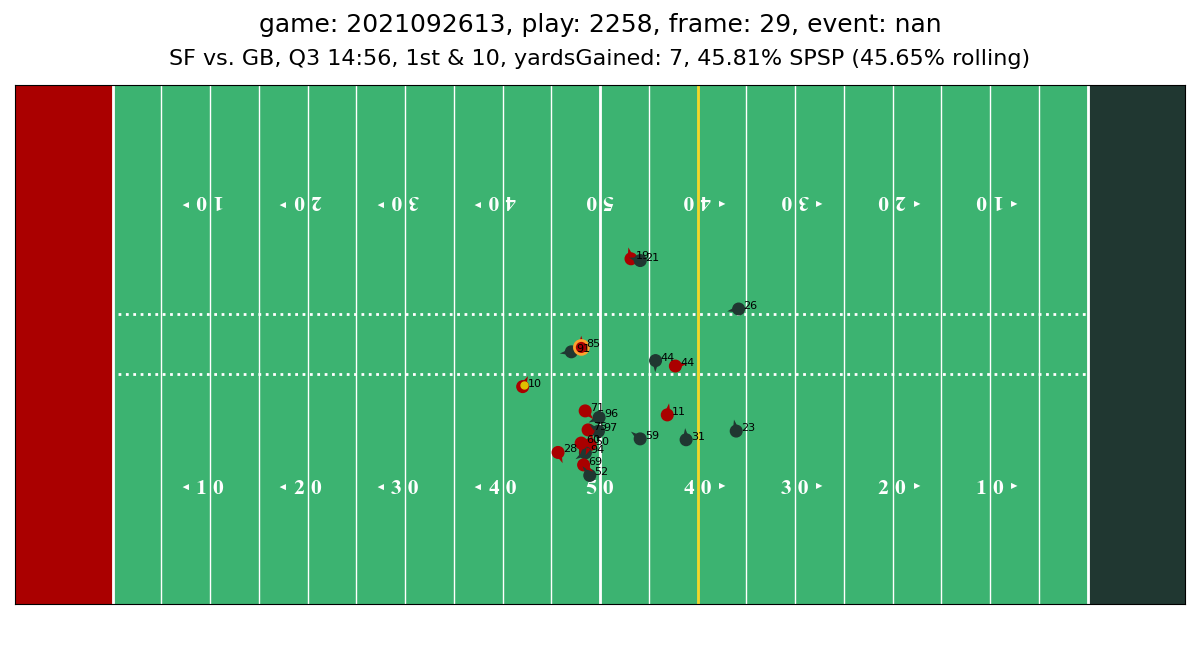 game: 2021092613, play: 2258, frame: 29, event: nan
SF vs. GB, Q3 14:56, 1st & 10, yardsGained: 7, 45.81% SPSP (45.65% rolling)
10 20 30 40 50 40 30 20 10
21
26
85
91
44 44
10
71 96 11
97 59 31 23
28 94
69
52
10 20 30 40 50 40 30 20 10